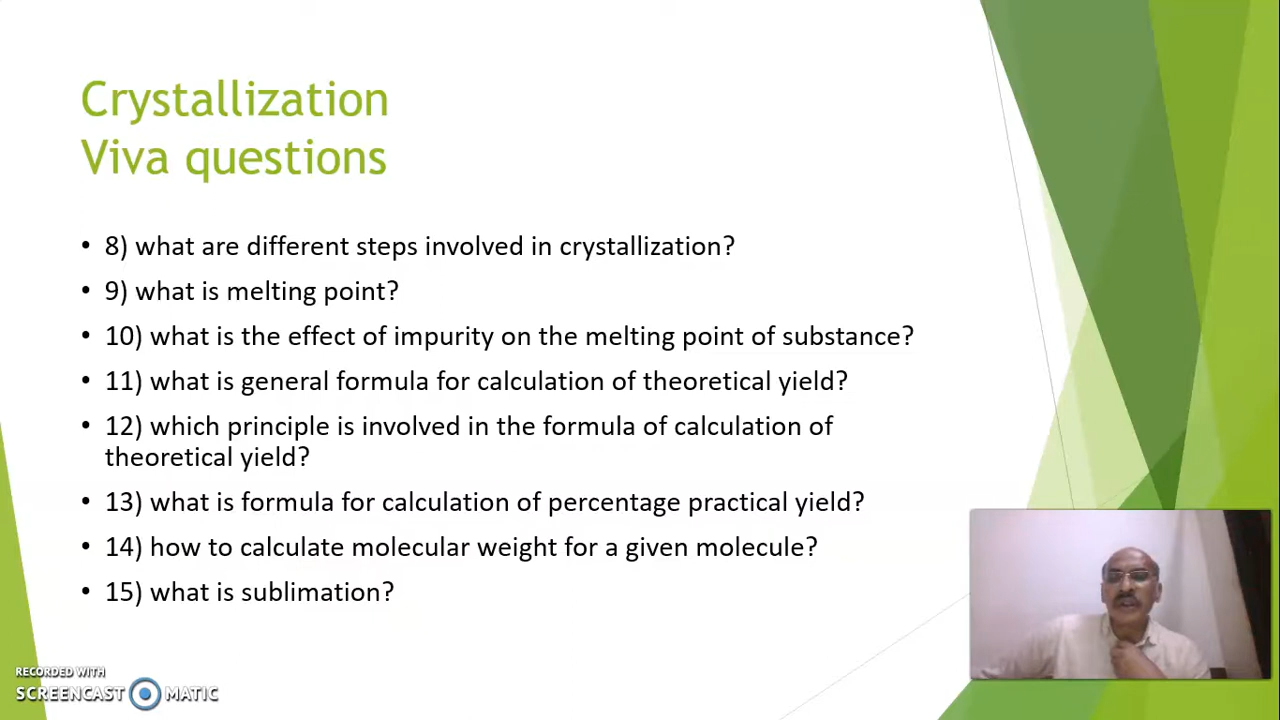 Crystallization
Viva questions
• 8) what are different steps involved in crystallization?
• 9) what is melting point?
• 10) what is the effect of impurity on the melting point of substance?
• 11) what is general formula for calculation of theoretical yield?
• 12) which principle is involved in the formula of calculation of
theoretical yield?
• 13) what is formula for calculation of percentage practical yield?
• 14) how to calculate molecular weight for a given molecule?
• 15) what is sublimation?
RECORDED WITH
SCREENCAST MATIC